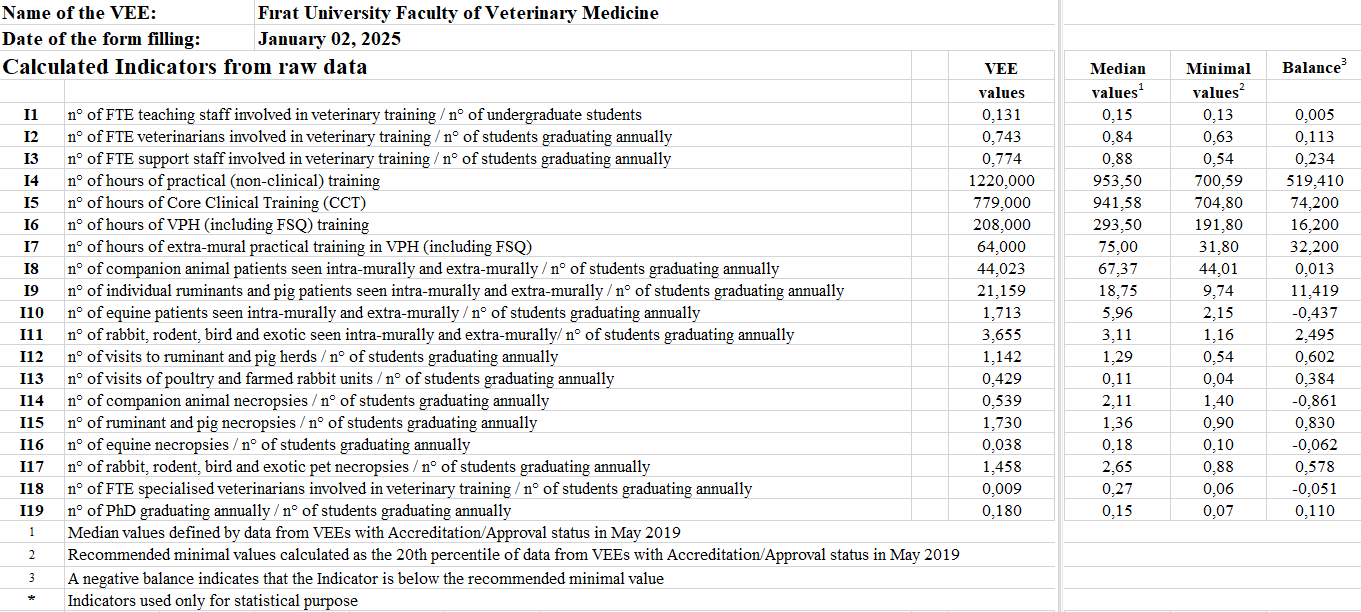 Name of the VEE: Fırat University Faculty of Veterinary Medicine
Date of the form filling: January 02, 2025
Calculated Indicators from raw data VEE Median Minimal Balance3
values values1 values2
I1 n° of FTE teaching staff involved in veterinary training / n° of undergraduate students 0,131 0,15 0,13 0,005
I2 n° of FTE veterinarians involved in veterinary training / n° of students graduating annually 0,743 0,84 0,63 0,113
I3 n° of FTE support staff involved in veterinary training / n° of students graduating annually 0,774 0,88 0,54 0,234
I4 n° of hours of practical (non-clinical) training 1220,000 953,50 700,59 519,410
I5 n° of hours of Core Clinical Training (CCT) 779,000 941,58 704,80 74,200
I6 n° of hours of VPH (including FSQ) training 208,000 293,50 191,80 16,200
I7 n° of hours of extra-mural practical training in VPH (including FSQ) 64,000 75,00 31,80 32,200
I8 n° of companion animal patients seen intra-murally and extra-murally / n° of students graduating annually 44,023 67,37 44,01 0,013
I9 n° of individual ruminants and pig patients seen intra-murally and extra-murally / n° of students graduating annually 21,159 18,75 9,74 11,419
I10 n° of equine patients seen intra-murally and extra-murally / n° of students graduating annually 1,713 5,96 2,15 -0,437
I11 n° of rabbit, rodent, bird and exotic seen intra-murally and extra-murally/ n° of students graduating annually 3,655 3,11 1,16 2,495
I12 n° of visits to ruminant and pig herds / n° of students graduating annually 1,142 1,29 0,54 0,602
I13 n° of visits of poultry and farmed rabbit units / n° of students graduating annually 0,429 0,11 0,04 0,384
I14 n° of companion animal necropsies / n° of students graduating annually 0,539 2,11 1,40 -0,861
I15 n° of ruminant and pig necropsies / n° of students graduating annually 1,730 1,36 0,90 0,830
I16 n° of equine necropsies / n° of students graduating annually 0,038 0,18 0,10 -0,062
I17 n° of rabbit, rodent, bird and exotic pet necropsies / n° of students graduating annually 1,458 2,65 0,88 0,578
I18 n° of FTE specialised veterinarians involved in veterinary training / n° of students graduating annually 0,009 0,27 0,06 -0,051
I19 n° of PhD graduating annually / n° of students graduating annually 0,180 0,15 0,07 0,110
1 Median values defined by data from VEEs with Accreditation/Approval status in May 2019
2 Recommended minimal values calculated as the 20th percentile of data from VEEs with Accreditation/Approval status in May 2019
3 A negative balance indicates that the Indicator is below the recommended minimal value
* Indicators used only for statistical purpose